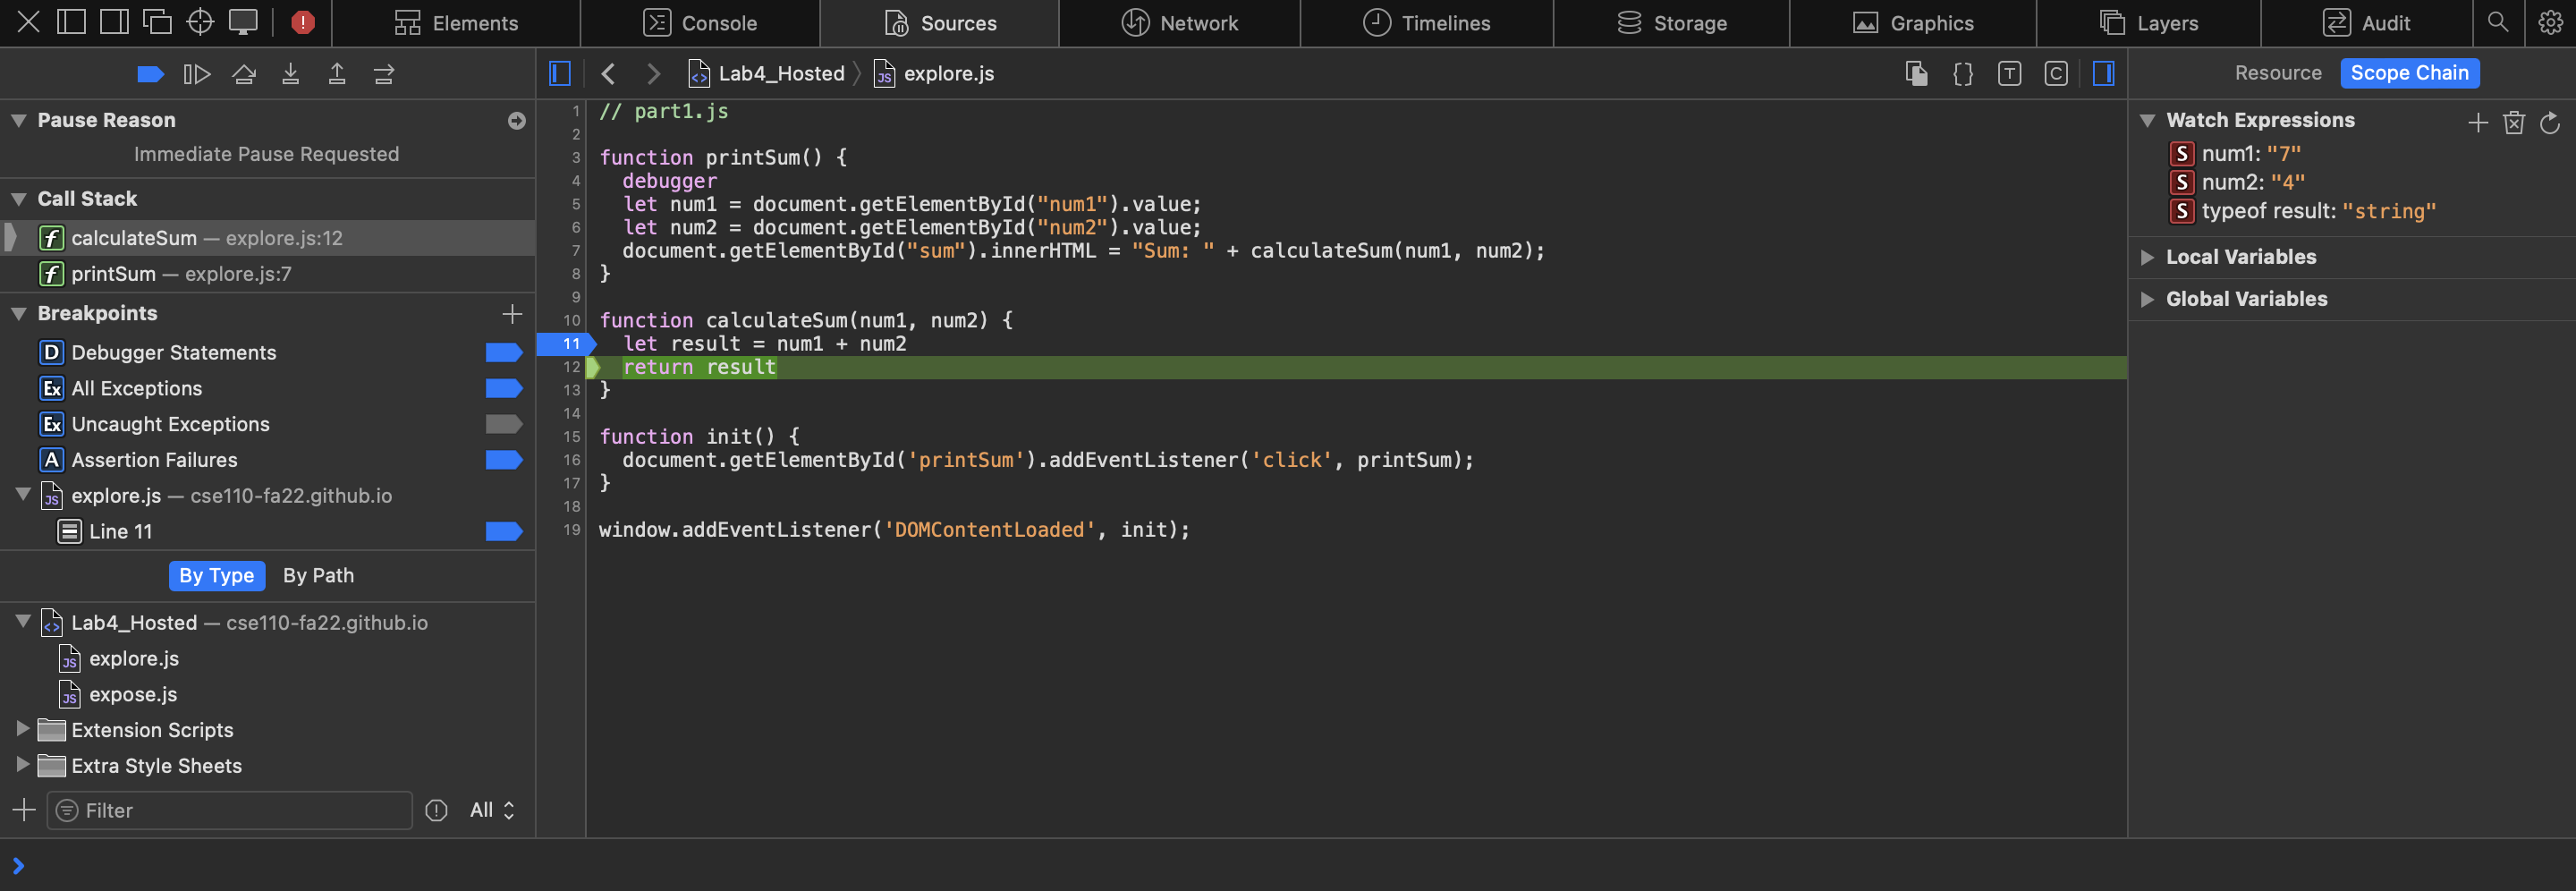 Elements
Console
Sources
Network
Timelines
Storage
Graphics
Layers
Audit
Lab4_Hosted
explore.js
Resource
Scope Chain
Pause Reason
Immediate Pause Requested
Call Stack
calculateSum — explore.js:12
printSum — explore.js:7
Breakpoints
Debugger Statements
All Exceptions
Uncaught Exceptions
Assertion Failures
explore.js — cse110-fa22.github.io
Line 11
By Type
By Path
Lab4_Hosted — cse110-fa22.github.io
explore.js
expose.js
Extension Scripts
Extra Style Sheets
Filter
All
1 // part1.js
2
3 function printSum() {
4 debugger
5 let num1 = document.getElementById("num1").value;
6 let num2 = document.getElementById("num2").value;
7 document.getElementById("sum").innerHTML = "Sum: " + calculateSum(num1, num2);
8 }
9
10 function calculateSum(num1, num2) {
11 let result = num1 + num2
12 return result
13 }
14
15 function init() {
16 document.getElementById('printSum').addEventListener('click', printSum);
17 }
18
19 window.addEventListener('DOMContentLoaded', init);
Watch Expressions
S num1: "7"
S num2: "4"
S typeof result: "string"
Local Variables
Global Variables